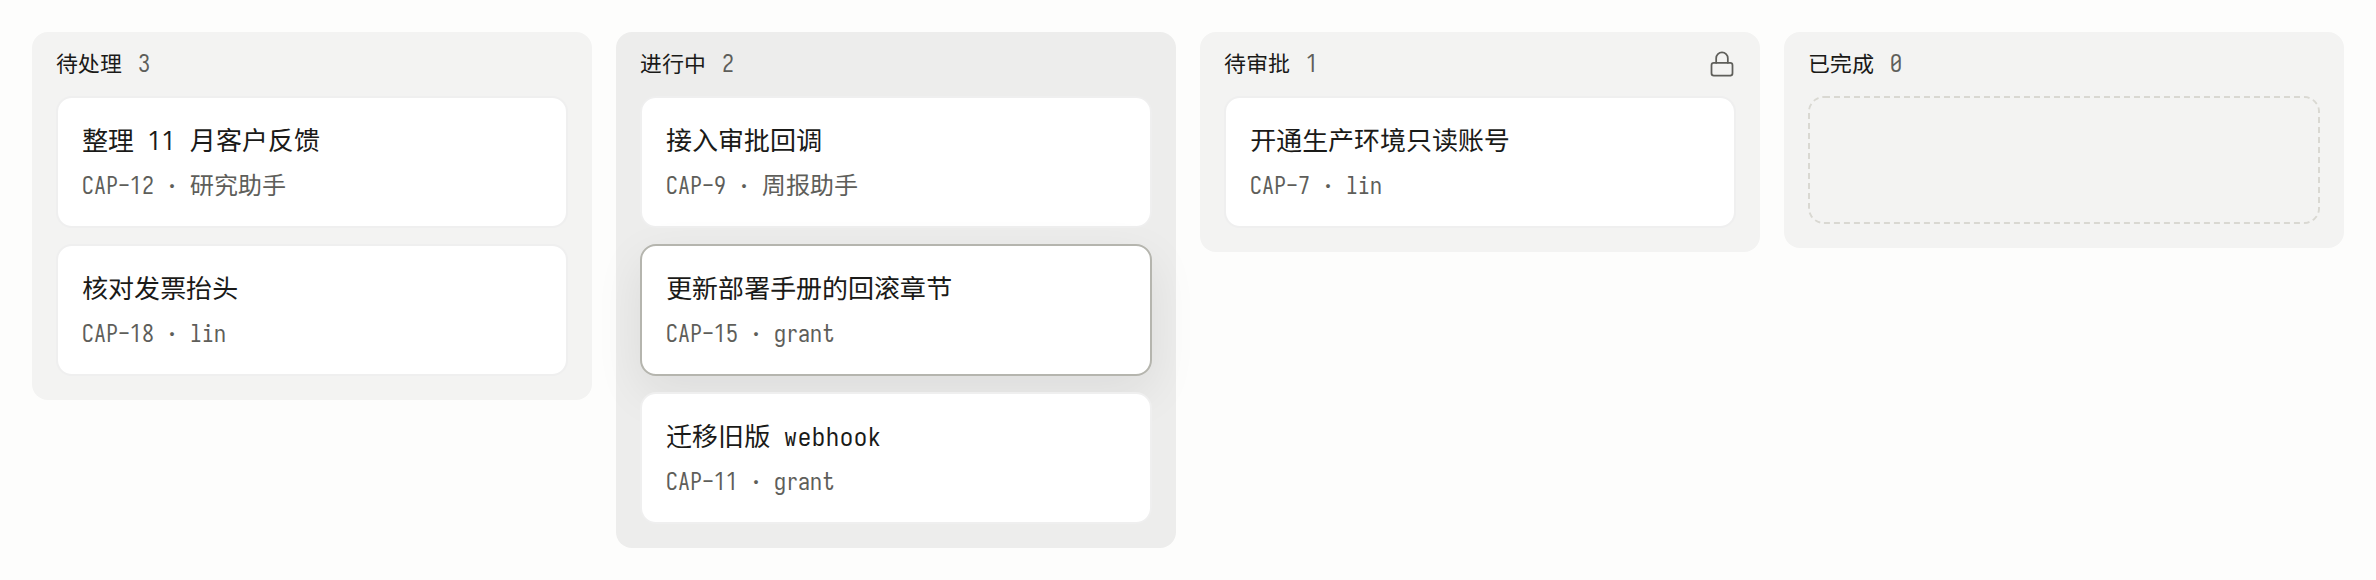 待处理 3
整理 11 月客户反馈
CAP-12 · 研究助手
核对发票抬头
CAP-18 · lin
进行中 2
接入审批回调
CAP-9 · 周报助手
更新部署手册的回滚章节
CAP-15 · grant
迁移旧版 webhook
CAP-11 · grant
待审批 1
开通生产环境只读账号
CAP-7 · lin
已完成 0